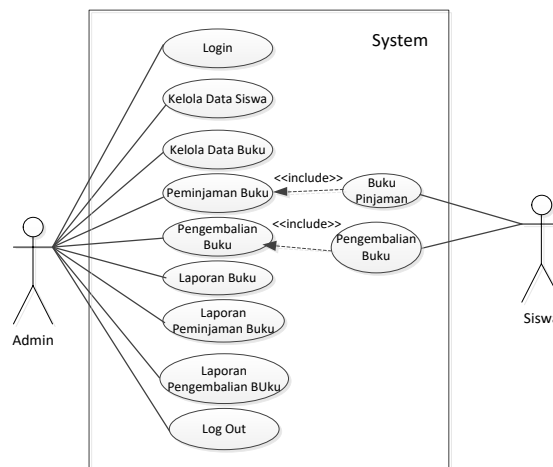 System
Login
Kelola Data Siswa
Kelola Data Buku
<<include>>
Peminjaman Buku
Buku
Pinjaman
<<include>>
Pengembalian
Buku
Pengembalian
Buku
Laporan Buku
Laporan
Peminjaman Buku
Admin
Siswa
Laporan
Pengembalian BUku
Log Out